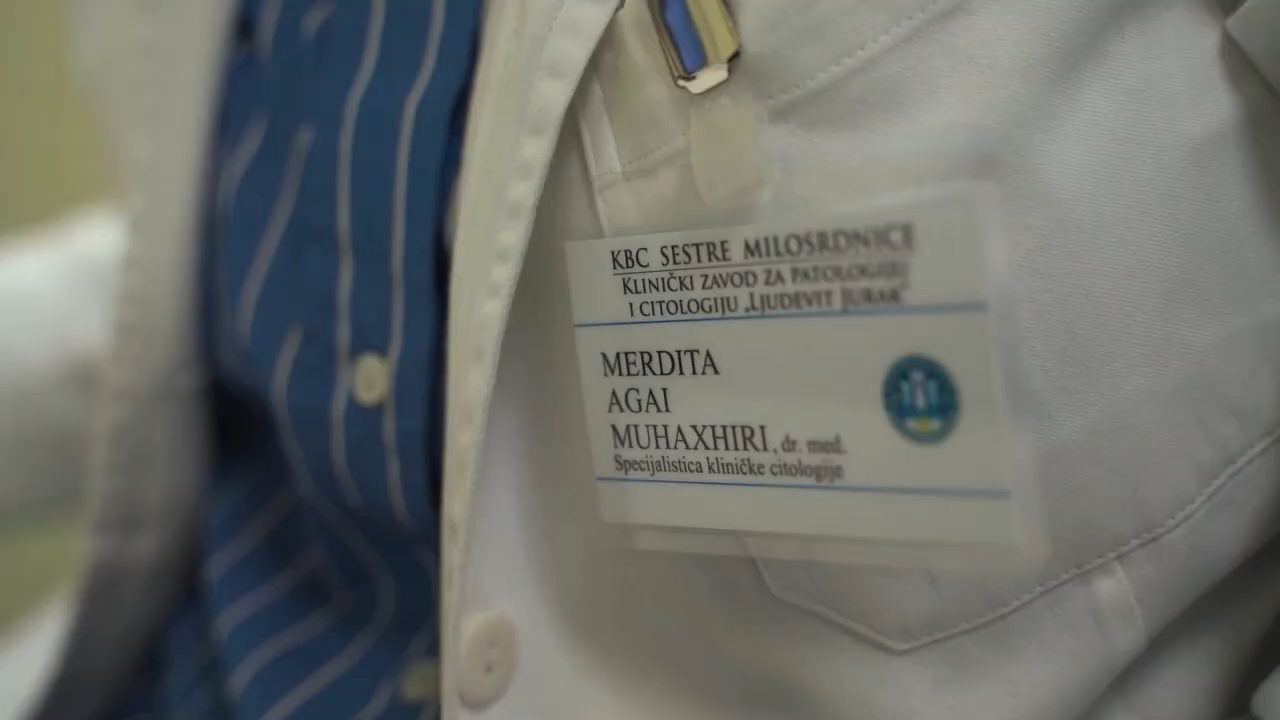 KBC SESTRE MILOSRDNICE
KLINIČKI ZAVOD ZA PATOLOGIJU
I CITOLOGIJU „LJUDEVIT JURAK"
MERDITA
AGAI
MUHAXHIRI, dr. med.
Specijalistica kliničke citologije